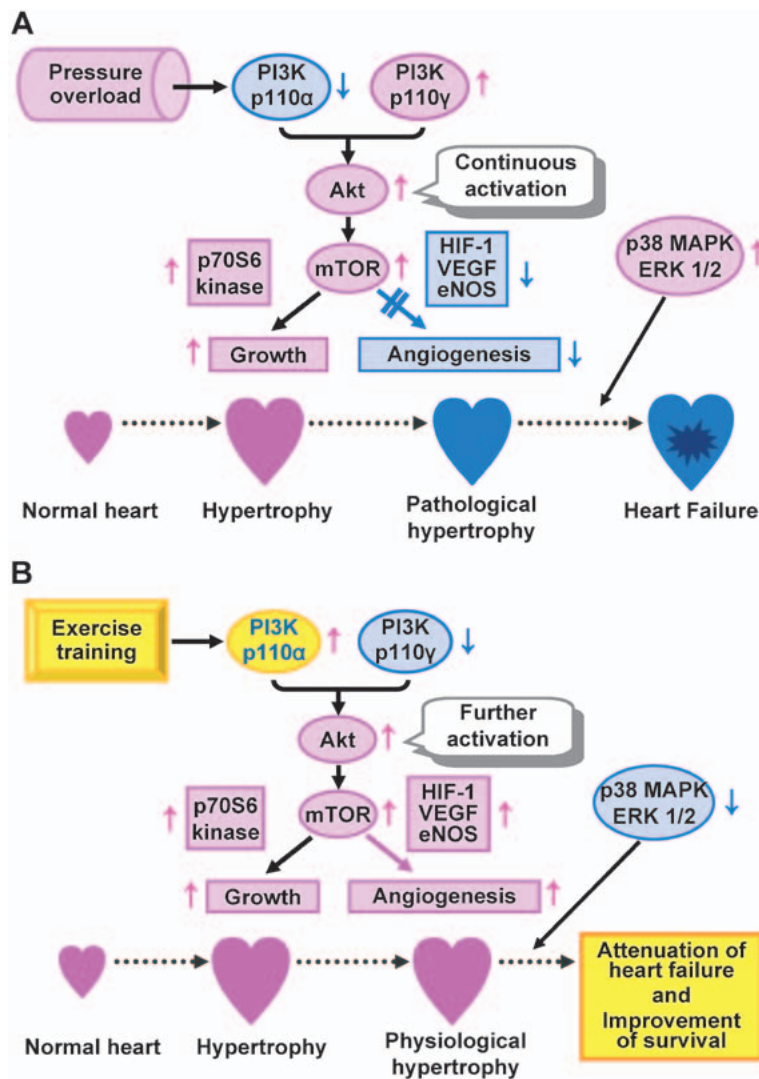 A
Pressure
overload
PI3K
p110α
↓
PI3K
p110γ
↑
Akt
↑
Continuous
activation
↑
p70S6
kinase
mTOR
↑
HIF-1
VEGF
eNOS
↓
p38 MAPK
ERK 1/2
↑
↑
Growth
Angiogenesis
↓
Normal heart
Hypertrophy
Pathological
hypertrophy
Heart Failure
B
Exercise
training
PI3K
p110α
↑
PI3K
p110γ
↓
Akt
↑
Further
activation
↑
p70S6
kinase
mTOR
↑
HIF-1
VEGF
eNOS
↑
p38 MAPK
ERK 1/2
↓
↑
Growth
Angiogenesis
↑
Attenuation of
heart failure
and
Improvement
of survival
Normal heart
Hypertrophy
Physiological
hypertrophy